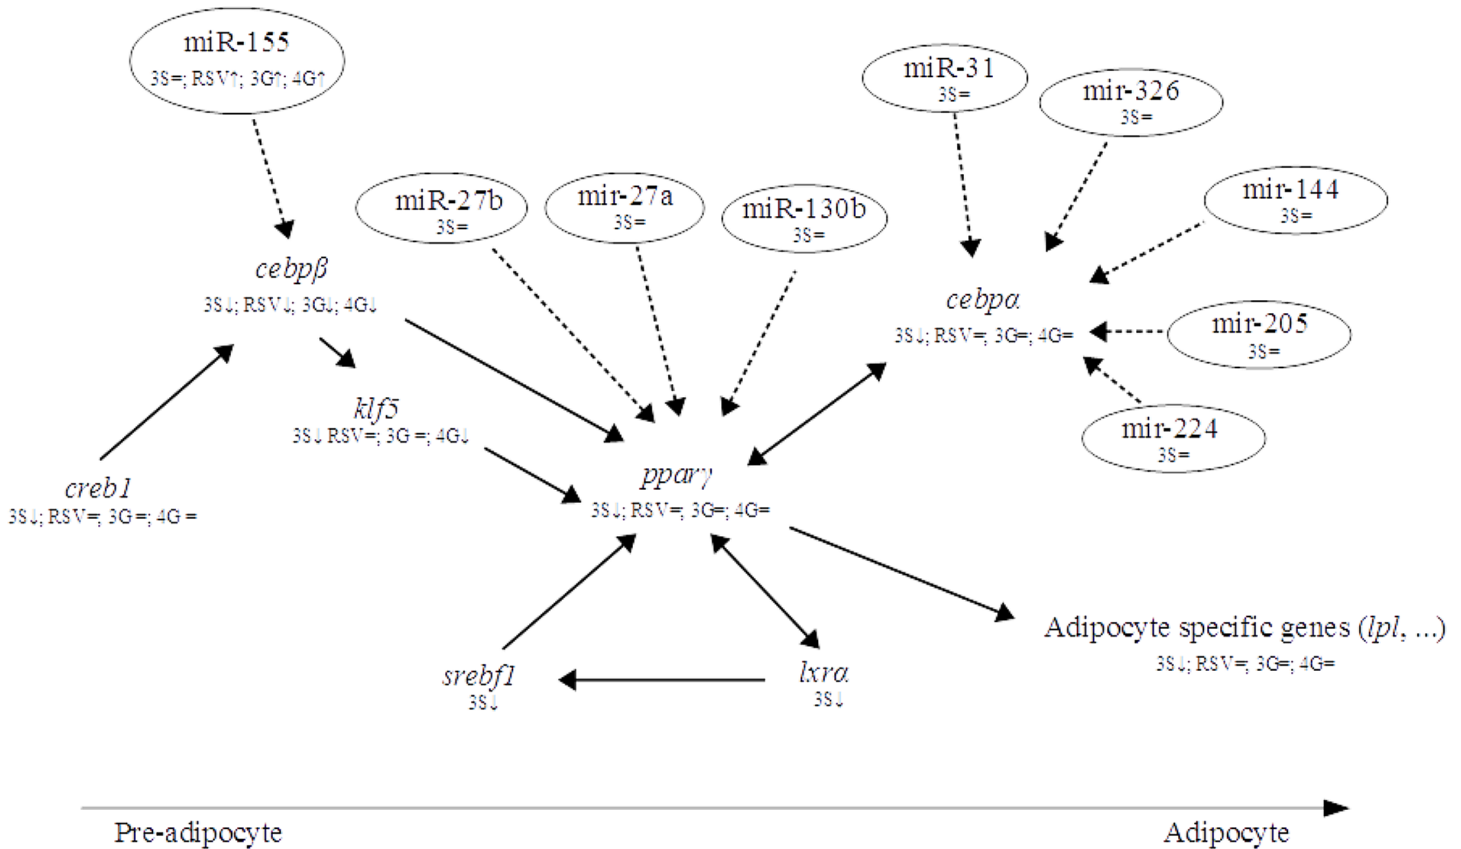 miR-155
3S=; RSV↑; 3G↑; 4G↑
miR-31
3S=
mir-326
3S=
mir-144
3S=
miR-27b
3S=
mir-27a
3S=
miR-130b
3S=
cebpβ
3S↓; RSV↓; 3G↓; 4G↓
cebpα
3S↓; RSV=; 3G=; 4G=
mir-205
3S=
mir-224
3S=
klf5
3S↓ RSV=; 3G =; 4G↓
creb1
3S↓; RSV=; 3G =; 4G =
pparγ
3S↓; RSV=; 3G=; 4G=
srebf1
3S↓
lxrα
3S↓
Adipocyte specific genes (lpl, ...)
3S↓; RSV=; 3G=; 4G=
Pre-adipocyte
Adipocyte